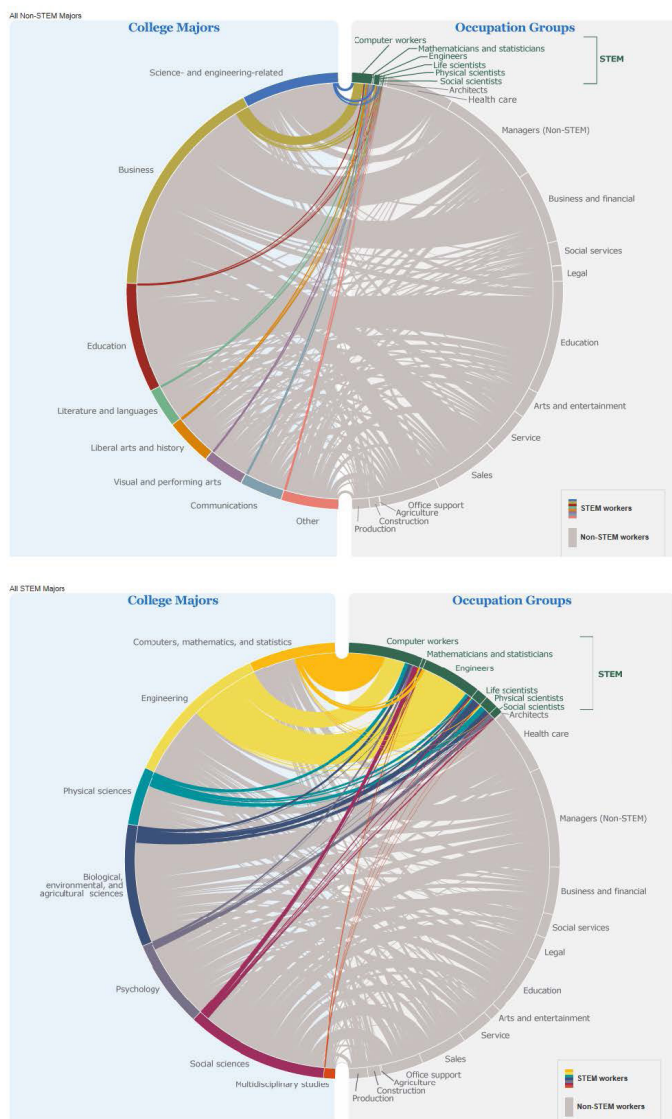 All Non-STEM Majors
College Majors
Occupation Groups
Computer workers
Mathematicians and statisticians
Engineers
Life scientists
Physical scientists
Social scientists
STEM
Architects
Health care
Science- and engineering-related
Managers (Non-STEM)
Business
Business and financial
Social services
Legal
Education
Education
Literature and languages
Arts and entertainment
Liberal arts and history
Service
Visual and performing arts
Sales
Communications
Office support
Agriculture
Other
Construction
Production
STEM workers
Non-STEM workers
All STEM Majors
College Majors
Occupation Groups
Computers, mathematics, and statistics
Computer workers
Mathematicians and statisticians
Engineers
STEM
Life scientists
Physical scientists
Social scientists
Architects
Engineering
Health care
Physical sciences
Managers (Non-STEM)
Biological,
environmental, and
agricultural sciences
Business and financial
Social services
Legal
Psychology
Education
Arts and entertainment
Service
Social sciences
Sales
Multidisciplinary studies
Office support
Agriculture
Construction
Production
STEM workers
Non-STEM workers